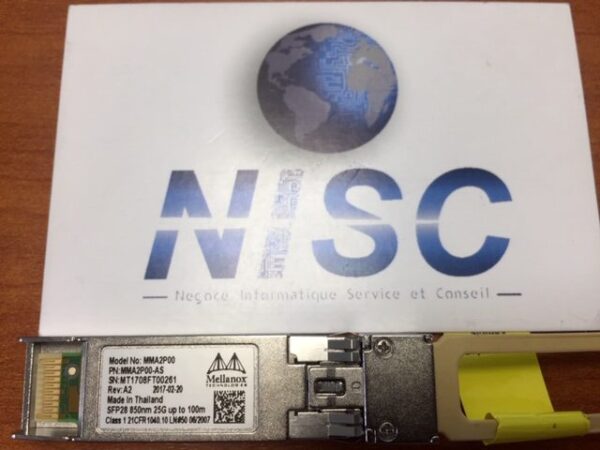 NISC
Negoce Informatique Service et Conseil
Model No: MMA2P00
PN:MMA2P00-AS
SN:MT1708FT00261
Rev:A2 2017-02-20
Made in Thailand
SFP28 850nm 25G up to 100m
Class 1 21CFR1040.10 LN#50 06/2007
Mellanox
TECHNOLOGIES